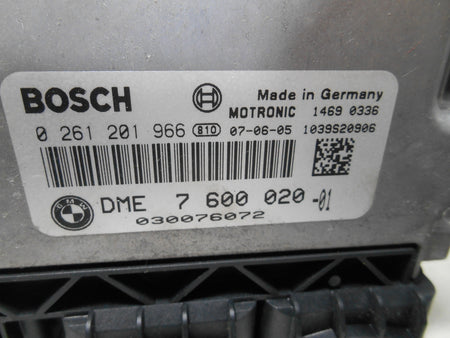 BOSCH
Made in Germany
MOTRONIC 1469 0336
0 261 201 966 810 07-06-05 1039S20906
BMW DME 7 600 020-01
030076072